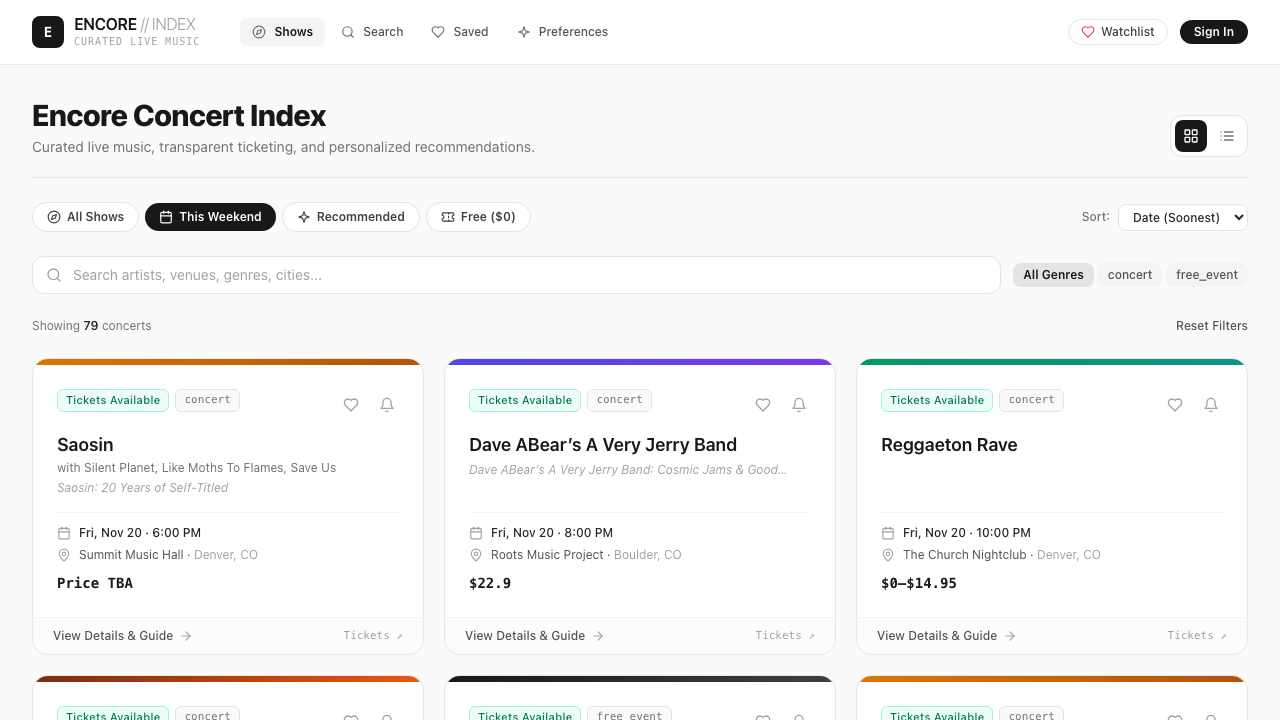 E
ENCORE // INDEX
CURATED LIVE MUSIC
Shows
Search
Saved
Preferences
Watchlist
Sign In
Encore Concert Index
Curated live music, transparent ticketing, and personalized recommendations.
All Shows
This Weekend
Recommended
Free ($0)
Sort:
Date (Soonest)
Search artists, venues, genres, cities...
All Genres
concert
free_event
Showing 79 concerts
Reset Filters
Tickets Available
concert
Saosin
with Silent Planet, Like Moths To Flames, Save Us
Saosin: 20 Years of Self-Titled
Fri, Nov 20 · 6:00 PM
Summit Music Hall · Denver, CO
Price TBA
View Details & Guide →
Tickets ↗
Tickets Available
concert
Dave ABear’s A Very Jerry Band
Dave ABear’s A Very Jerry Band: Cosmic Jams & Good...
Fri, Nov 20 · 8:00 PM
Roots Music Project · Boulder, CO
$22.9
View Details & Guide →
Tickets ↗
Tickets Available
concert
Reggaeton Rave
Fri, Nov 20 · 10:00 PM
The Church Nightclub · Denver, CO
$0–$14.95
View Details & Guide →
Tickets ↗
Tickets Available
concert
Tickets Available
free_event
Tickets Available
concert